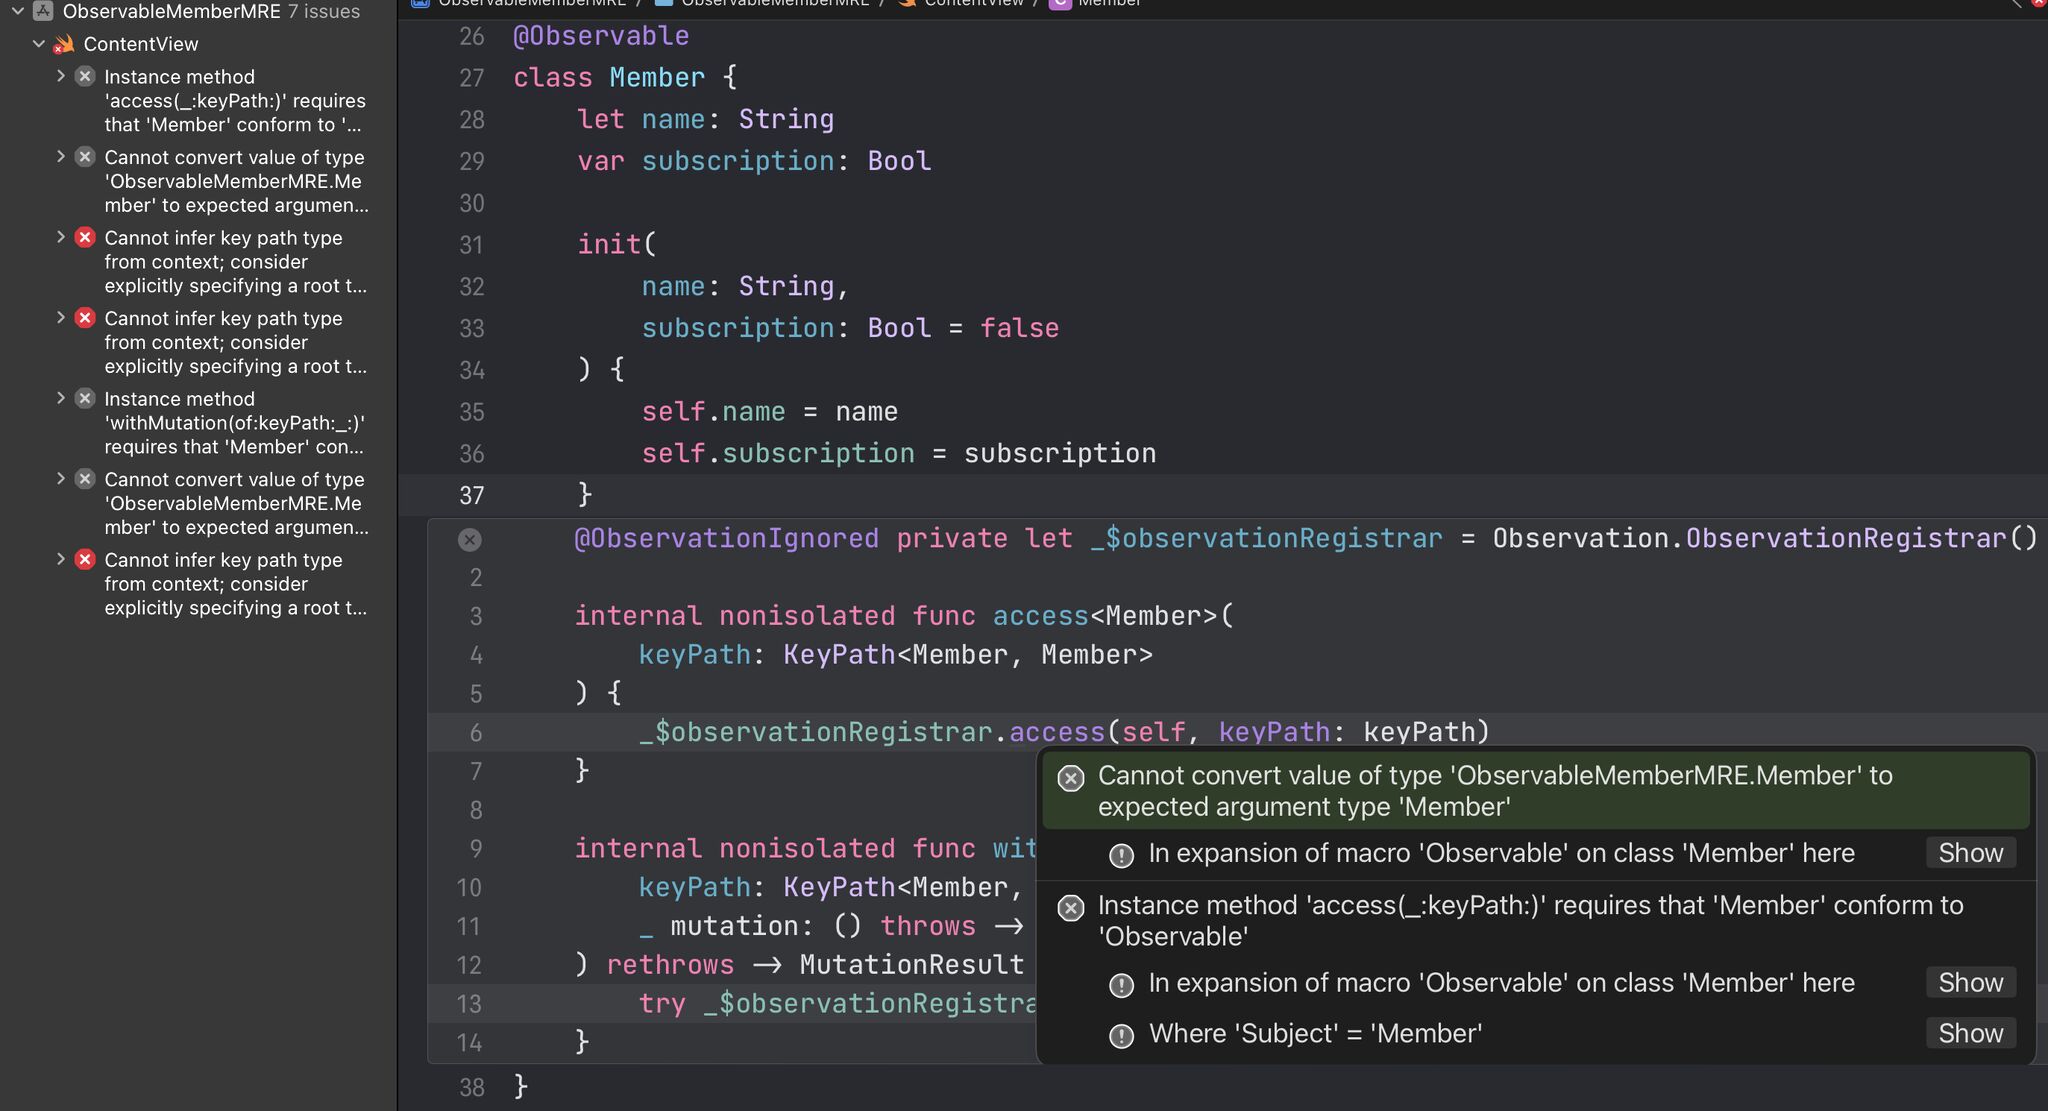 ObservableMemberMRE 7 issues
ContentView
Instance method
'access(_:keyPath:)' requires
that 'Member' conform to '...
Cannot convert value of type
'ObservableMemberMRE.Me
mber' to expected argumen...
Cannot infer key path type
from context; consider
explicitly specifying a root t...
Cannot infer key path type
from context; consider
explicitly specifying a root t...
Instance method
'withMutation(of:keyPath:_:)'
requires that 'Member' con...
Cannot convert value of type
'ObservableMemberMRE.Me
mber' to expected argumen...
Cannot infer key path type
from context; consider
explicitly specifying a root t...
ObservableMemberMRE / ObservableMemberMRE / ContentView / C Member
26 @Observable
27 class Member {
28 let name: String
29 var subscription: Bool
30
31 init(
32 name: String,
33 subscription: Bool = false
34 ) {
35 self.name = name
36 self.subscription = subscription
37 }
@ObservationIgnored private let _$observationRegistrar = Observation.ObservationRegistrar()
2
3 internal nonisolated func access<Member>(
4 keyPath: KeyPath<Member, Member>
5 ) {
6 _$observationRegistrar.access(self, keyPath: keyPath)
7 }
8
9 internal nonisolated func wit
10 keyPath: KeyPath<Member,
11 _ mutation: () throws ->
12 ) rethrows -> MutationResult
13 try _$observationRegistra
14 }
38 }
Cannot convert value of type 'ObservableMemberMRE.Member' to
expected argument type 'Member'
In expansion of macro 'Observable' on class 'Member' here Show
Instance method 'access(_:keyPath:)' requires that 'Member' conform to
'Observable'
In expansion of macro 'Observable' on class 'Member' here Show
Where 'Subject' = 'Member' Show